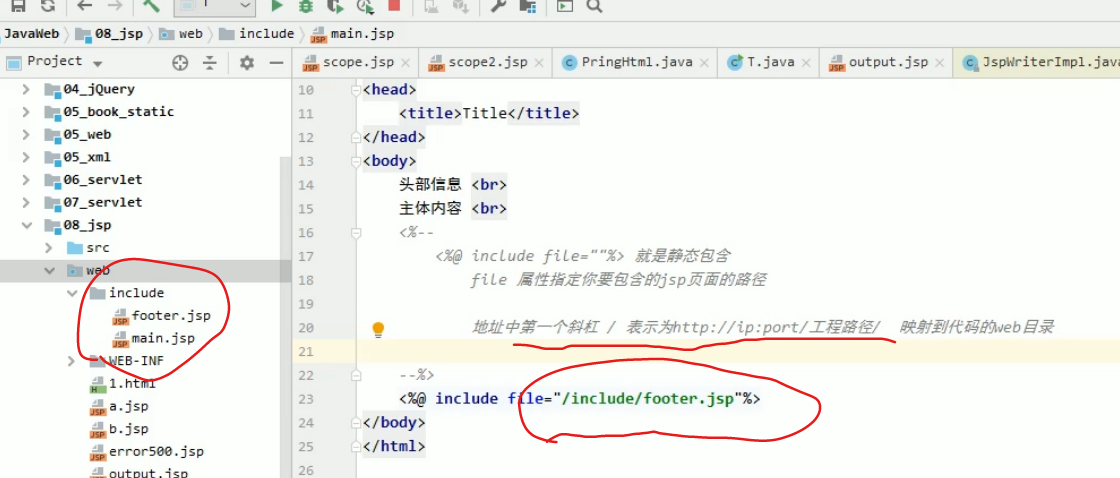 JavaWeb 08_jsp web include main.jsp
Project
scope.jsp scope2.jsp PringHtml.java T.java output.jsp JspWriterImpl.java
04_jQuery
05_book_static
05_web
05_xml
06_servlet
07_servlet
08_jsp
src
web
include
footer.jsp
main.jsp
WEB-INF
1.html
a.jsp
b.jsp
error500.jsp
output.jsp
10 <head>
11 <title>Title</title>
12 </head>
13 <body>
14 头部信息 <br>
15 主体内容 <br>
16 <%--
17 <%@ include file=""%> 就是静态包含
18 file 属性指定你要包含的jsp页面的路径
19
20 地址中第一个斜杠 / 表示为http://ip:port/工程路径/ 映射到代码的web目录
21
22 --%>
23 <%@ include file="/include/footer.jsp"%>
24 </body>
25 </html>
26